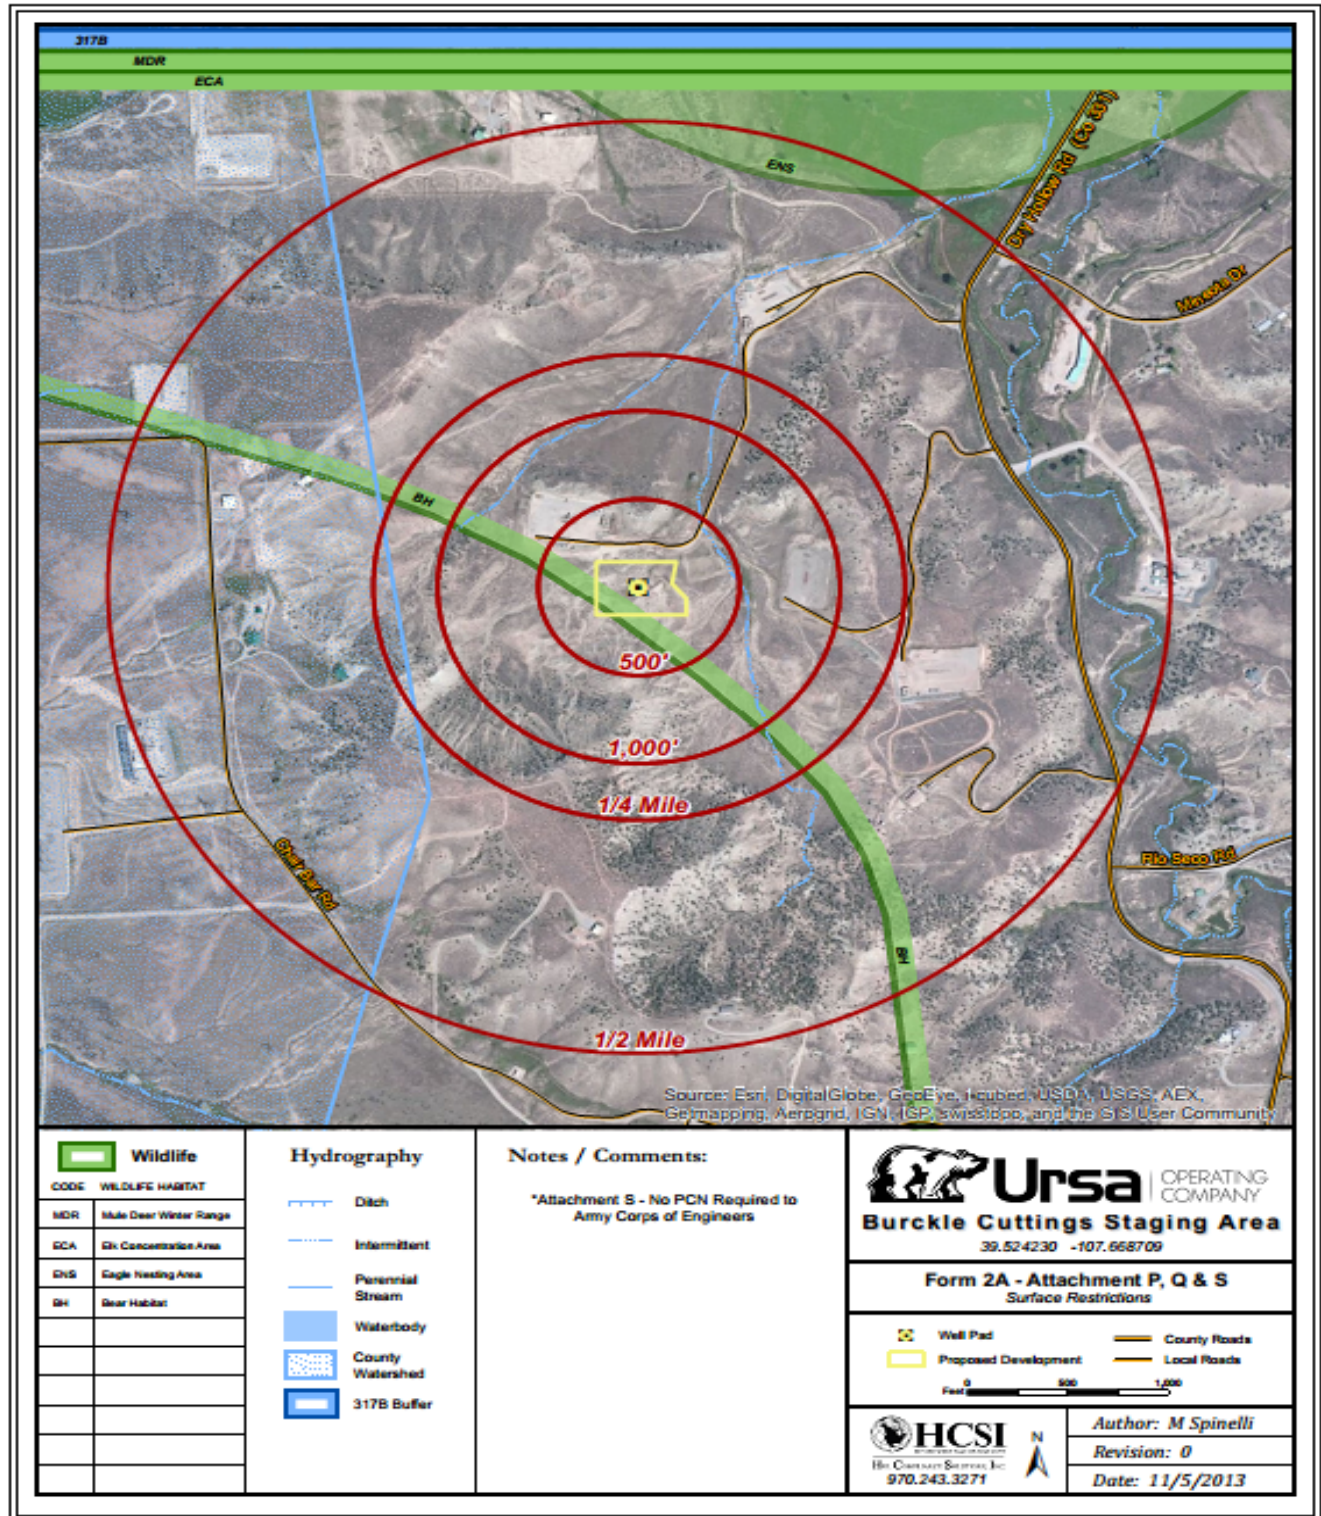 317B
MDR
ECA
ENS
Dry Hollow Rd (Co 331)
Mineota Dr
BH
500'
1,000'
1/4 Mile
Chair Bar Rd
Rio Seco Rd
BH
1/2 Mile
Source: Esri, DigitalGlobe, GeoEye, i-cubed, USDA, USGS, AEX,
Getmapping, Aerogrid, IGN, IGP, swisstopo, and the GIS User Community
Wildlife
CODE WILDLIFE HABITAT
MDR Mule Deer Winter Range
ECA Elk Concentration Area
ENS Eagle Nesting Area
BH Bear Habitat
Hydrography
Ditch
Intermittent
Perennial
Stream
Waterbody
County
Watershed
317B Buffer
Notes / Comments:
*Attachment S - No PCN Required to
Army Corps of Engineers
Ursa OPERATING
COMPANY
Burckle Cuttings Staging Area
39.524230 -107.668709
Form 2A - Attachment P, Q & S
Surface Restrictions
Well Pad
County Roads
Proposed Development
Local Roads
Feet 0 500 1,000
HCSI
970.243.3271
N
Author: M Spinelli
Revision: 0
Date: 11/5/2013